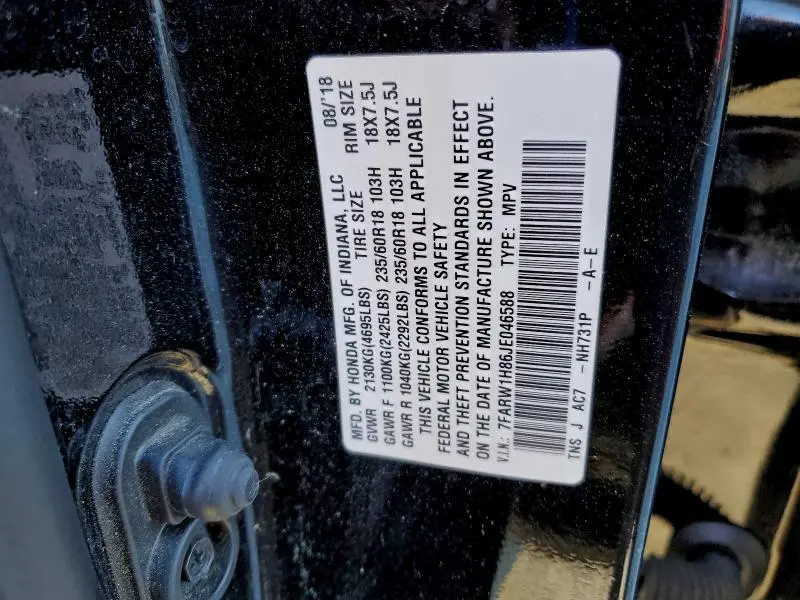 MFD. BY HONDA MFG. OF INDIANA, LLC 08/'18
GVWR 2130KG(4695LBS) TIRE SIZE RIM SIZE
GAWR F 1100KG(2425LBS) 235/60R18 103H 18X7.5J
GAWR R 1040KG(2292LBS) 235/60R18 103H 18X7.5J
THIS VEHICLE CONFORMS TO ALL APPLICABLE
FEDERAL MOTOR VEHICLE SAFETY
AND THEFT PREVENTION STANDARDS IN EFFECT
ON THE DATE OF MANUFACTURE SHOWN ABOVE.
V.I.N.: 7FARW1H86JE046588 TYPE: MPV
TNS J AC7 -NH731P -A-E